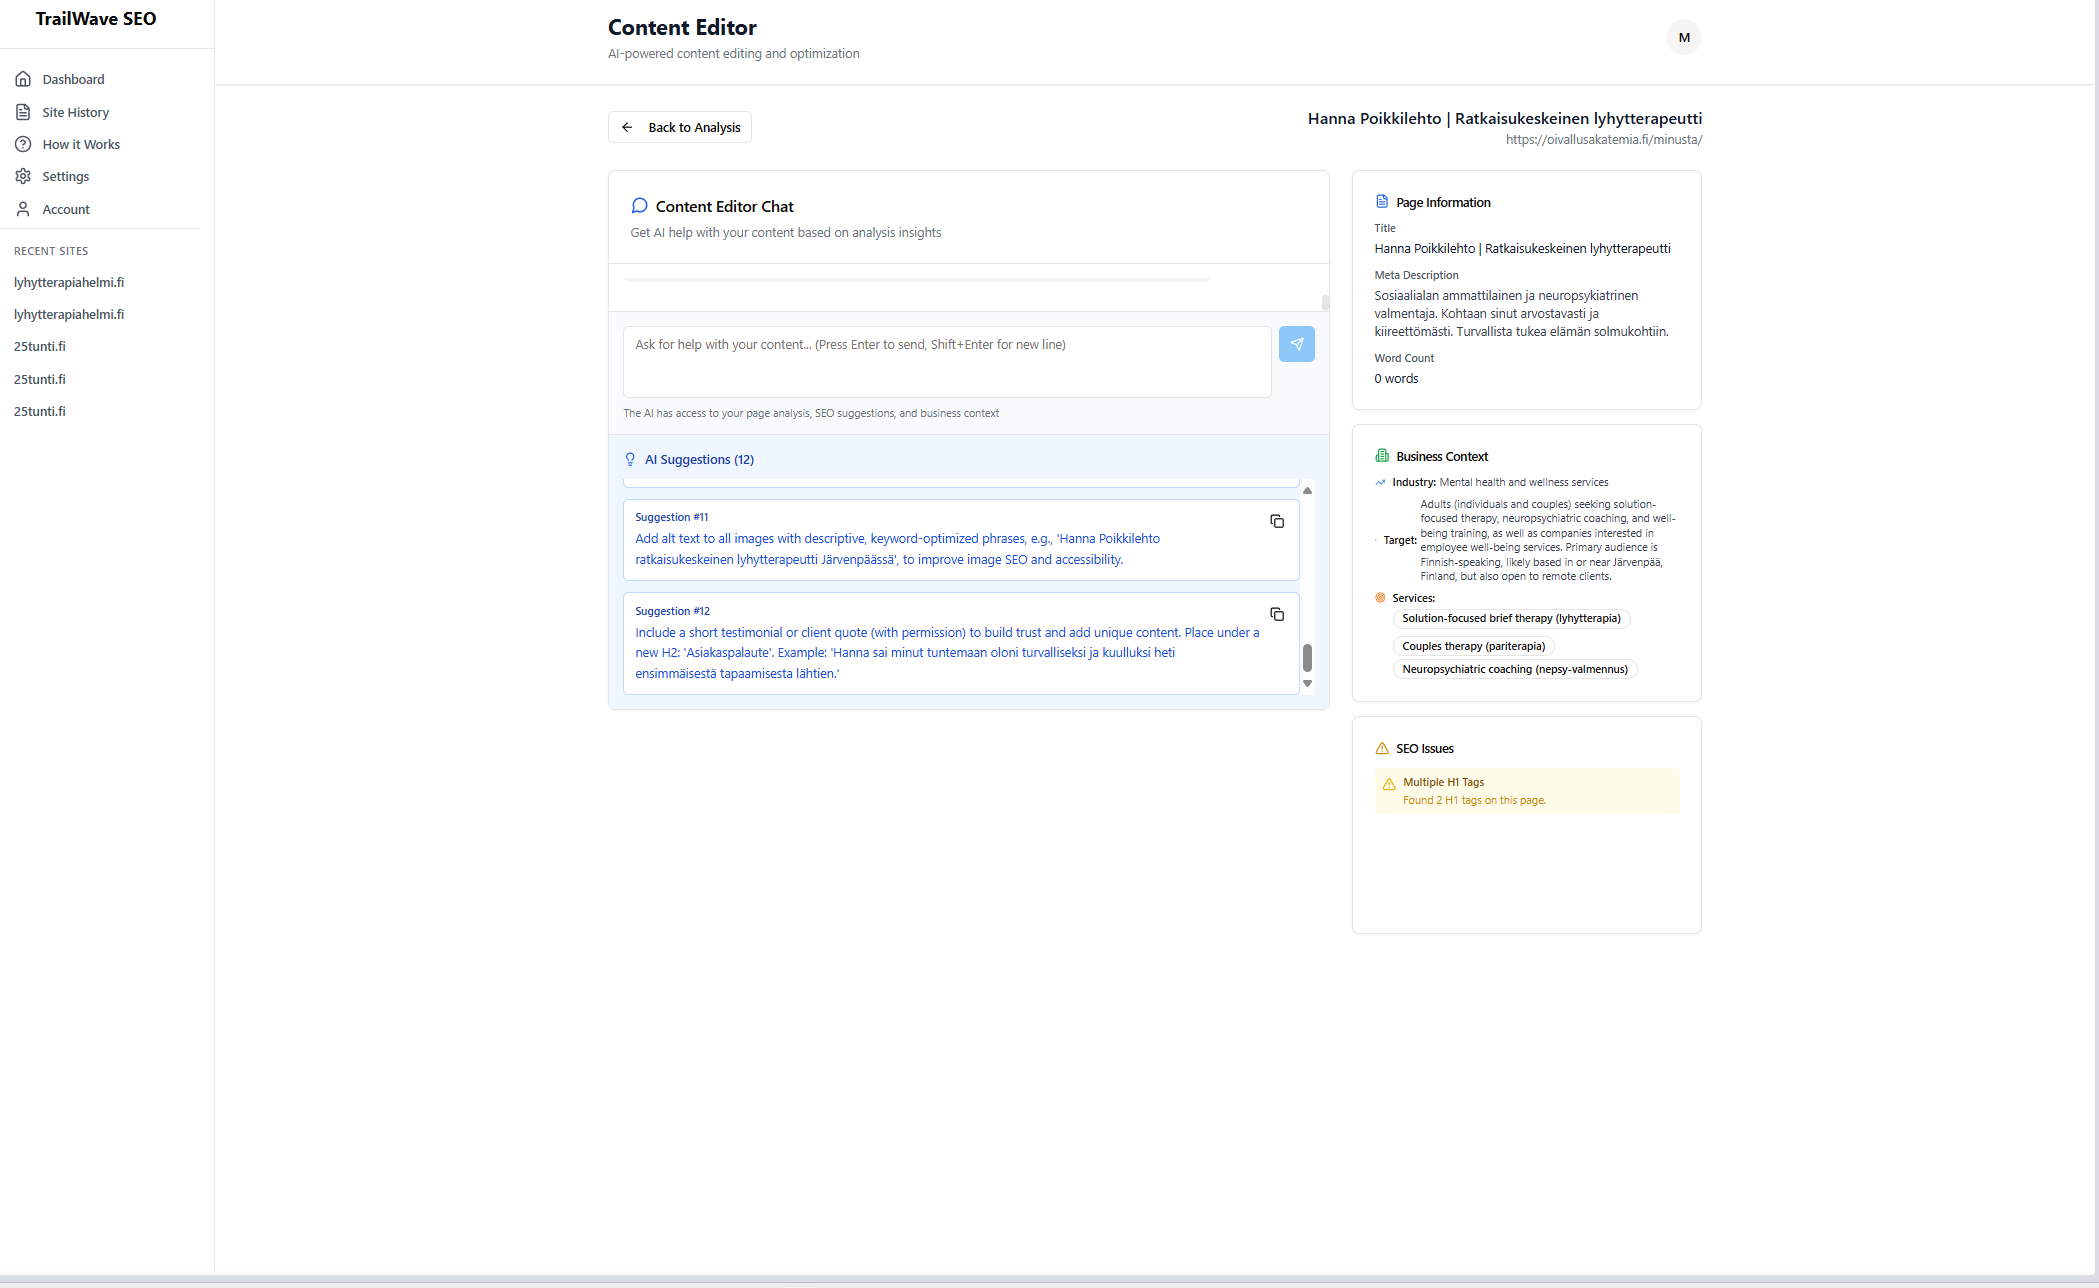 TrailWave SEO
Dashboard
Site History
How it Works
Settings
Account
RECENT SITES
lyhytterapiahelmi.fi
lyhytterapiahelmi.fi
25tunti.fi
25tunti.fi
25tunti.fi
Content Editor
AI-powered content editing and optimization
M
Back to Analysis
Hanna Poikkilehto | Ratkaisukeskeinen lyhytterapeutti
https://oivallusakatemia.fi/minusta/
Content Editor Chat
Get AI help with your content based on analysis insights
Ask for help with your content... (Press Enter to send, Shift+Enter for new line)
The AI has access to your page analysis, SEO suggestions, and business context
AI Suggestions (12)
Suggestion #11
Add alt text to all images with descriptive, keyword-optimized phrases, e.g., 'Hanna Poikkilehto
ratkaisukeskeinen lyhytterapeutti Järvenpäässä', to improve image SEO and accessibility.
Suggestion #12
Include a short testimonial or client quote (with permission) to build trust and add unique content. Place under a
new H2: 'Asiakaspalaute'. Example: 'Hanna sai minut tuntemaan oloni turvalliseksi ja kuulluksi heti
ensimmäisestä tapaamisesta lähtien.'
Page Information
Title
Hanna Poikkilehto | Ratkaisukeskeinen lyhytterapeutti
Meta Description
Sosiaalialan ammattilainen ja neuropsykiatrinen
valmentaja. Kohtaan sinut arvostavasti ja
kiireettömästi. Turvallista tukea elämän solmukohtiin.
Word Count
0 words
Business Context
Industry: Mental health and wellness services
Target:
Adults (individuals and couples) seeking solution-
focused therapy, neuropsychiatric coaching, and well-
being training, as well as companies interested in
employee well-being services. Primary audience is
Finnish-speaking, likely based in or near Järvenpää,
Finland, but also open to remote clients.
Services:
Solution-focused brief therapy (lyhytterapia)
Couples therapy (pariterapia)
Neuropsychiatric coaching (nepsy-valmennus)
SEO Issues
Multiple H1 Tags
Found 2 H1 tags on this page.